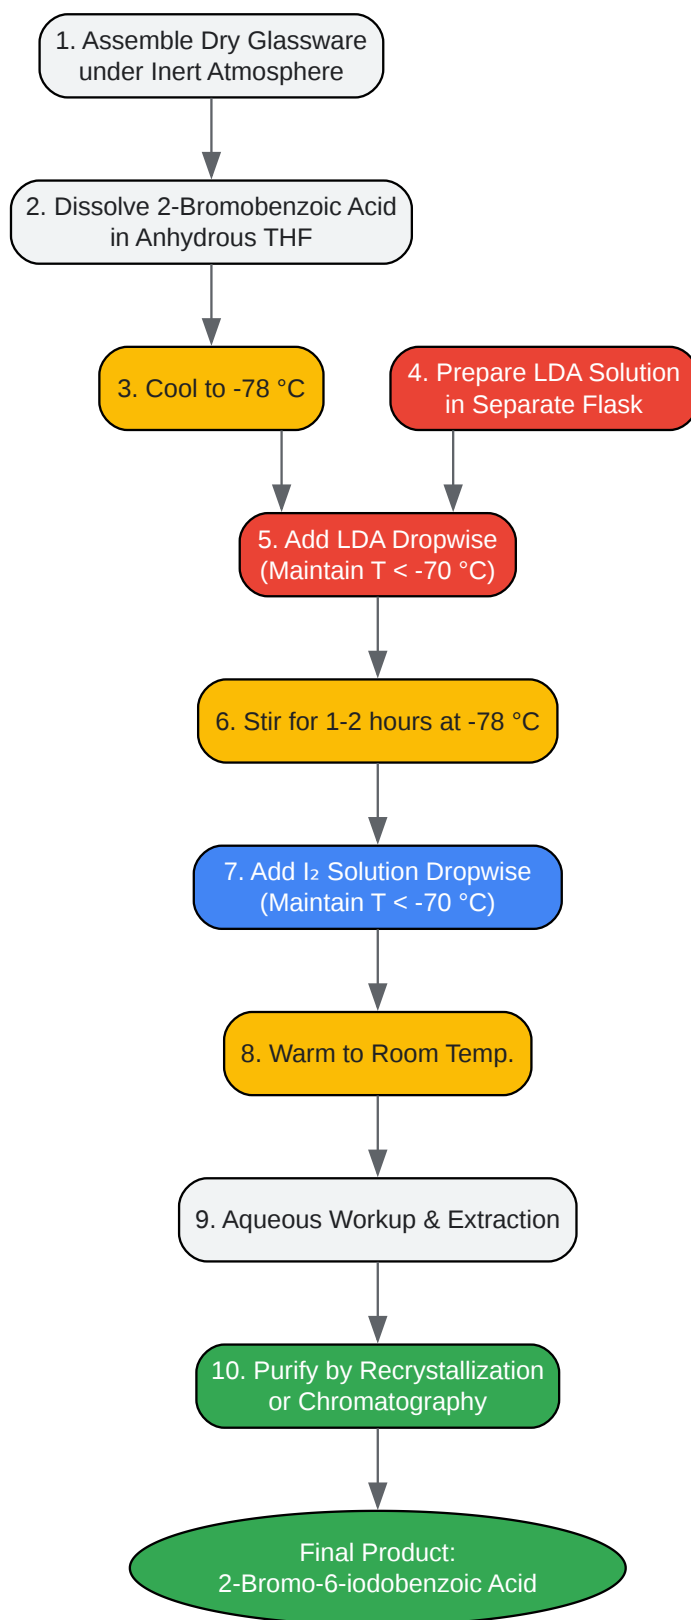 1. Assemble Dry Glassware
under Inert Atmosphere
2. Dissolve 2-Bromobenzoic Acid
in Anhydrous THF
3. Cool to -78 °C
4. Prepare LDA Solution
in Separate Flask
5. Add LDA Dropwise
(Maintain T < -70 °C)
6. Stir for 1-2 hours at -78 °C
7. Add I₂ Solution Dropwise
(Maintain T < -70 °C)
8. Warm to Room Temp.
9. Aqueous Workup & Extraction
10. Purify by Recrystallization
or Chromatography
Final Product:
2-Bromo-6-iodobenzoic Acid